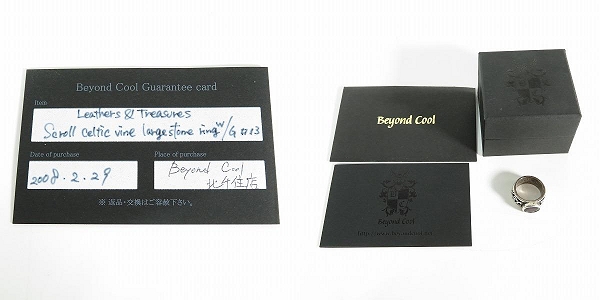 Beyond Cool Guarantee card
Item
Leathers & Treasures
Scroll celtic vine large stone ring w/G #13
Date of purchase
Place of purchase
2008.2.29
Beyond Cool
北千住店
※ 返品・交換はご容赦下さい。
Beyond Cool
Beyond Cool